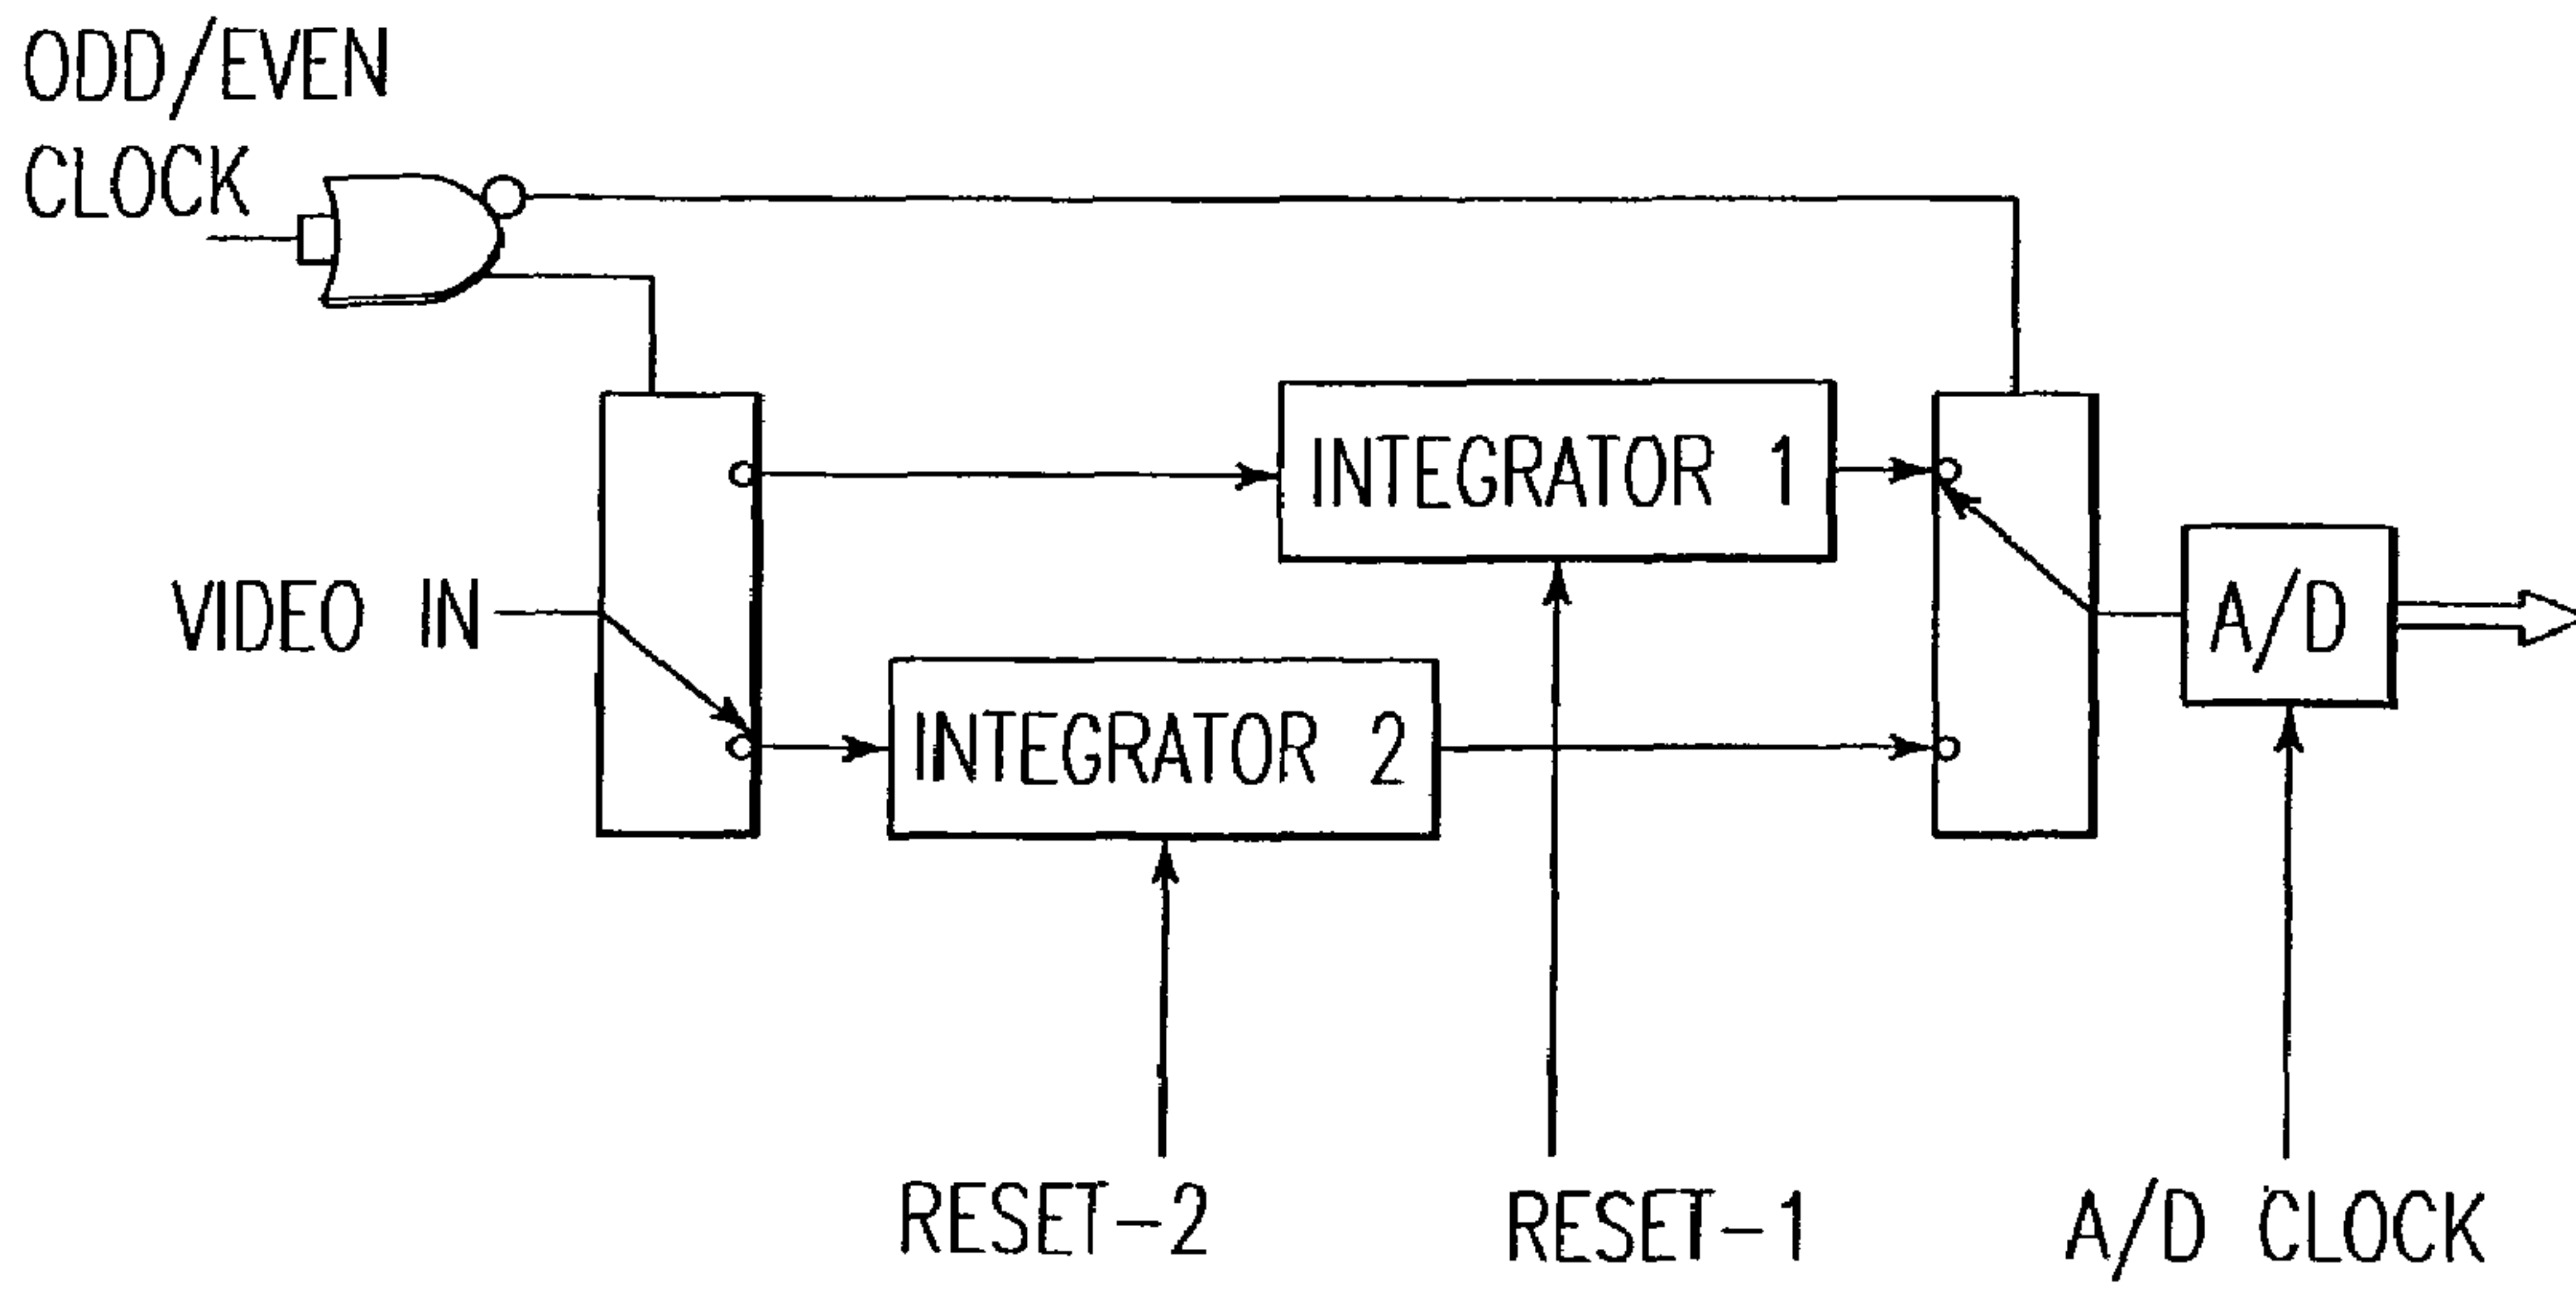 ODD/EVEN
CLOCK
INTEGRATOR 1
VIDEO IN
A/D
INTEGRATOR 2
RESET-2
RESET-1
A/D CLOCK